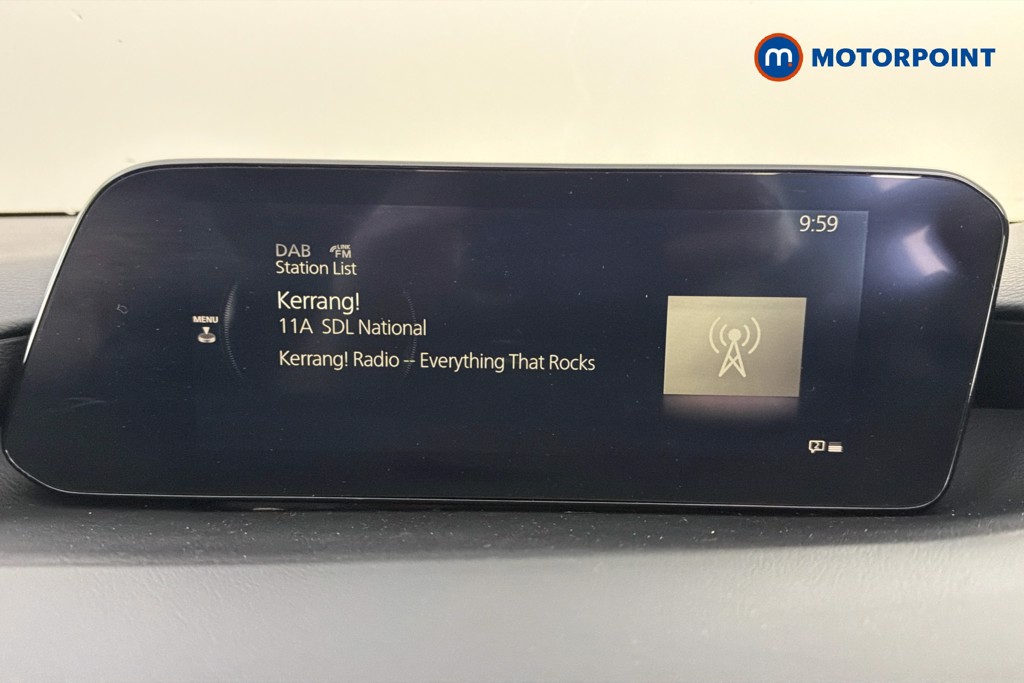 m MOTORPOINT
9:59
DAB LINK FM
Station List
Kerrang!
11A SDL National
MENU
Kerrang! Radio -- Everything That Rocks